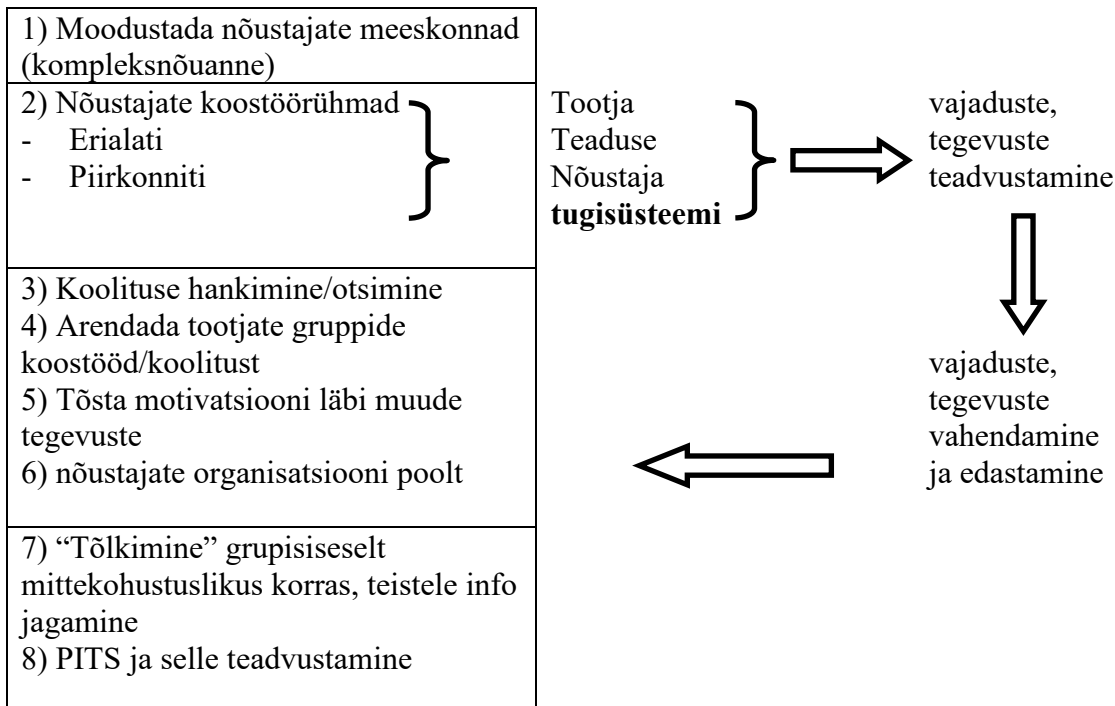 1) Moodustada nõustajate meeskonnad
(kompleksnõuanne)
2) Nõustajate koostöörühmad
- Erialati
- Piirkonniti
Tootja
Teaduse
Nõustaja
tugisüsteemi
vajaduste,
tegevuste
teadvustamine
vajaduste,
tegevuste
vahendamine
ja edastamine
3) Koolituse hankimine/otsimine
4) Arendada tootjate gruppide
koostööd/koolitust
5) Tõsta motivatsiooni läbi muude
tegevuste
6) nõustajate organisatsiooni poolt
7) “Tõlkimine” grupisiseselt
mittekohustuslikus korras, teistele info
jagamine
8) PITS ja selle teadvustamine